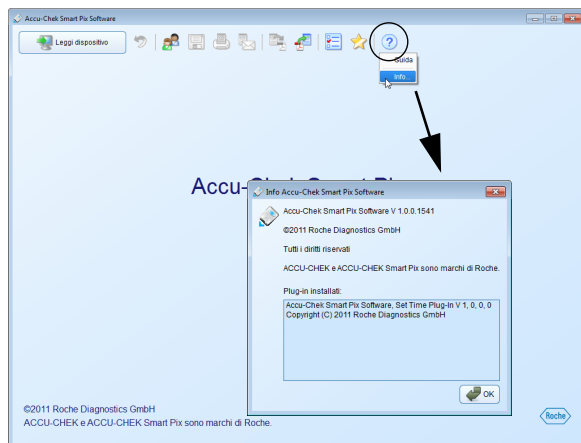 Accu-Chek Smart Pix Software
Leggi dispositivo
?
Guida
Info...
Accu-
Info Accu-Chek Smart Pix Software
Accu-Chek Smart Pix Software V 1.0.0.1541
©2011 Roche Diagnostics GmbH
Tutti i diritti riservati
ACCU-CHEK e ACCU-CHEK Smart Pix sono marchi di Roche.
Plug-in installati:
Accu-Chek Smart Pix Software, Set Time Plug-In V 1, 0, 0, 0
Copyright (C) 2011 Roche Diagnostics GmbH
OK
©2011 Roche Diagnostics GmbH
ACCU-CHEK e ACCU-CHEK Smart Pix sono marchi di Roche.
Roche